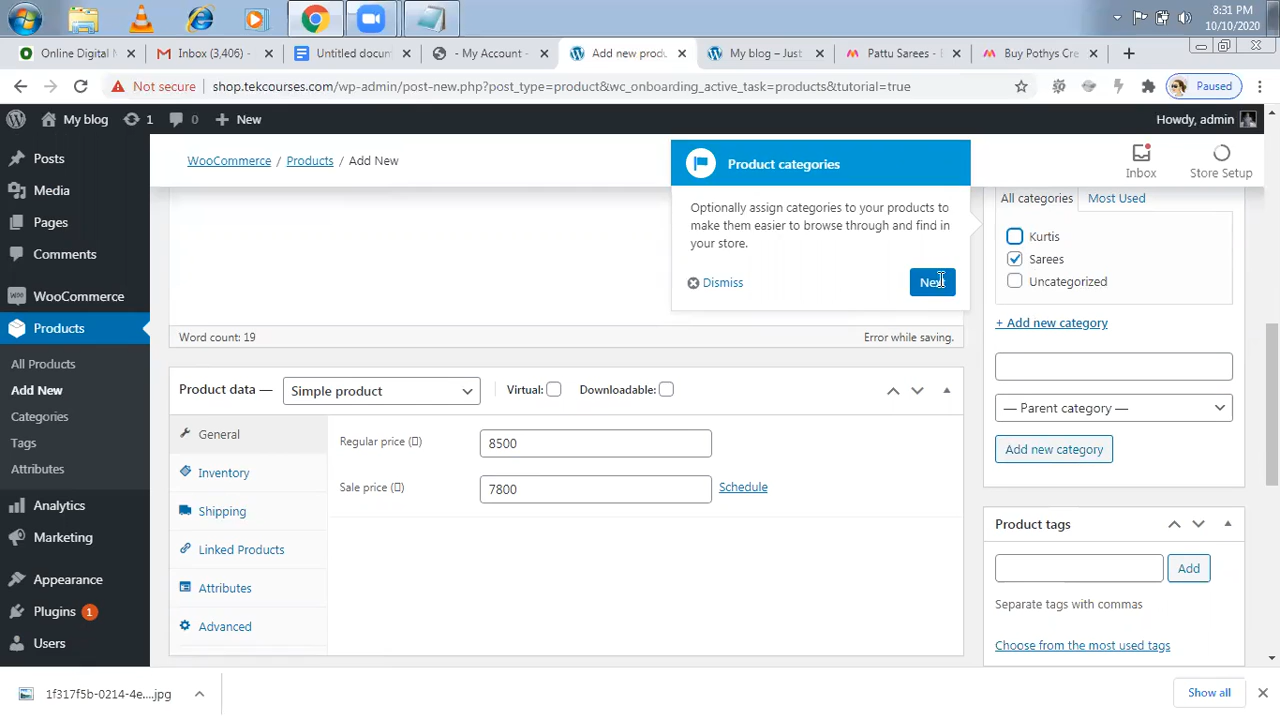 8:31 PM
10/10/2020
Online Digital M
Inbox (3,406) -
Untitled docum
- My Account -
Add new produ
My blog – Just
Pattu Sarees - B
Buy Pothys Cre
Not secure
shop.tekcourses.com/wp-admin/post-new.php?post_type=product&wc_onboarding_active_task=products&tutorial=true
Paused
My blog
1
0
New
Howdy, admin
Posts
Media
Pages
Comments
WooCommerce
Products
All Products
Add New
Categories
Tags
Attributes
Analytics
Marketing
Appearance
Plugins 1
Users
WooCommerce / Products / Add New
Inbox
Store Setup
Product categories
Optionally assign categories to your products to
make them easier to browse through and find in
your store.
Dismiss
Next
All categories
Most Used
Kurtis
Sarees
Uncategorized
+ Add new category
— Parent category —
Add new category
Word count: 19
Error while saving.
Product data —
Simple product
Virtual:
Downloadable:
General
Inventory
Shipping
Linked Products
Attributes
Advanced
Regular price (▯)
8500
Sale price (▯)
7800
Schedule
Product tags
Add
Separate tags with commas
Choose from the most used tags
1f317f5b-0214-4e....jpg
Show all